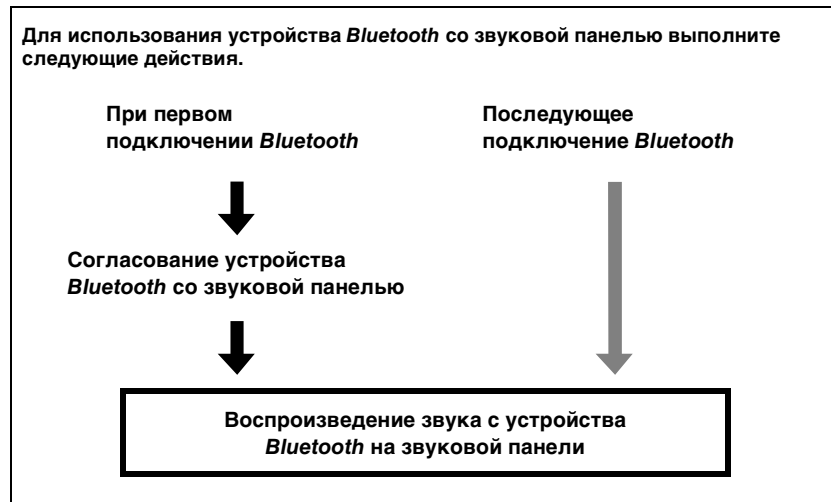 Для использования устройства Bluetooth со звуковой панелью выполните
следующие действия.
При первом
подключении Bluetooth
Последующее
подключение Bluetooth
Согласование устройства
Bluetooth со звуковой панелью
Воспроизведение звука с устройства
Bluetooth на звуковой панели